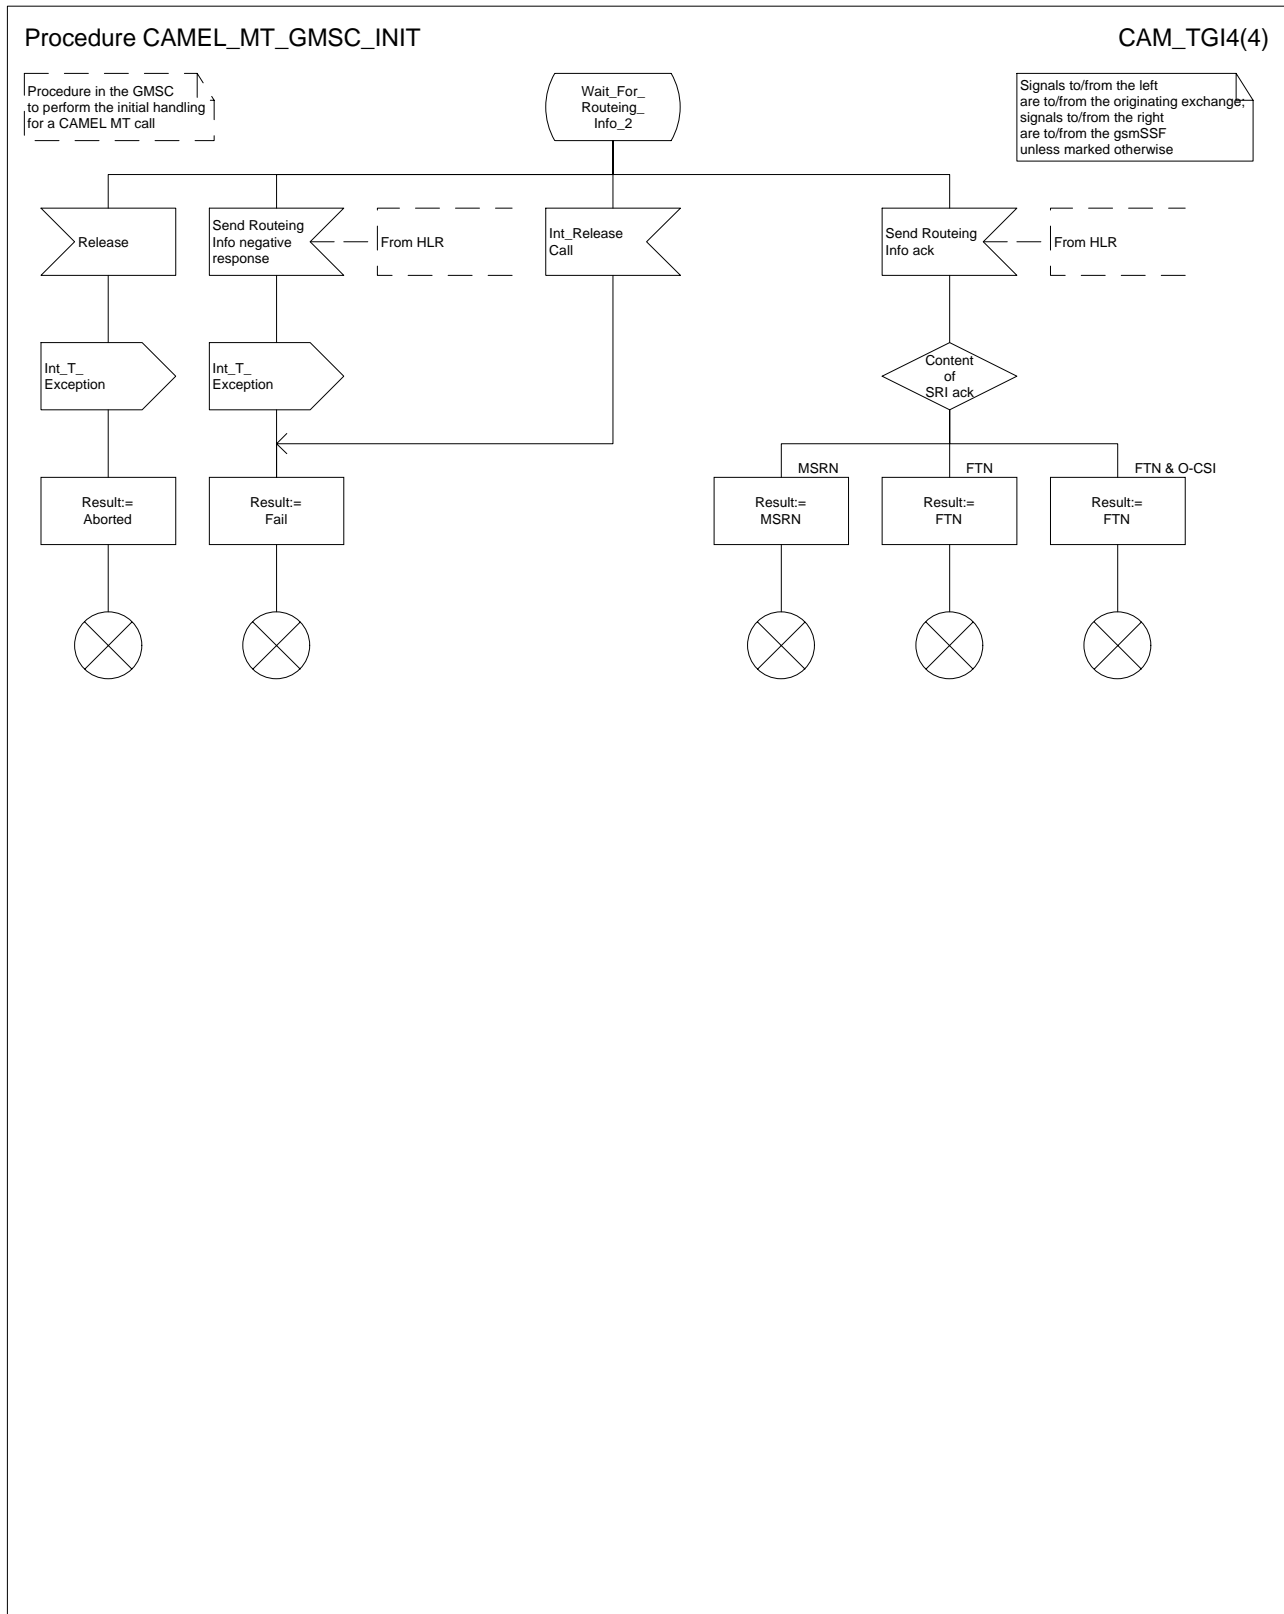 Procedure CAMEL_MT_GMSC_INIT
CAM_TGI4(4)
Procedure in the GMSC
to perform the initial handling
for a CAMEL MT call
Wait_For_
Routeing_
Info_2
Signals to/from the left
are to/from the originating exchange;
signals to/from the right
are to/from the gsmSSF
unless marked otherwise
Release
Send Routeing
Info negative
response
From HLR
Int_Release
Call
Send Routeing
Info ack
From HLR
Int_T_
Exception
Int_T_
Exception
Content
of
SRI ack
MSRN
FTN
FTN & O-CSI
Result:=
Aborted
Result:=
Fail
Result:=
MSRN
Result:=
FTN
Result:=
FTN